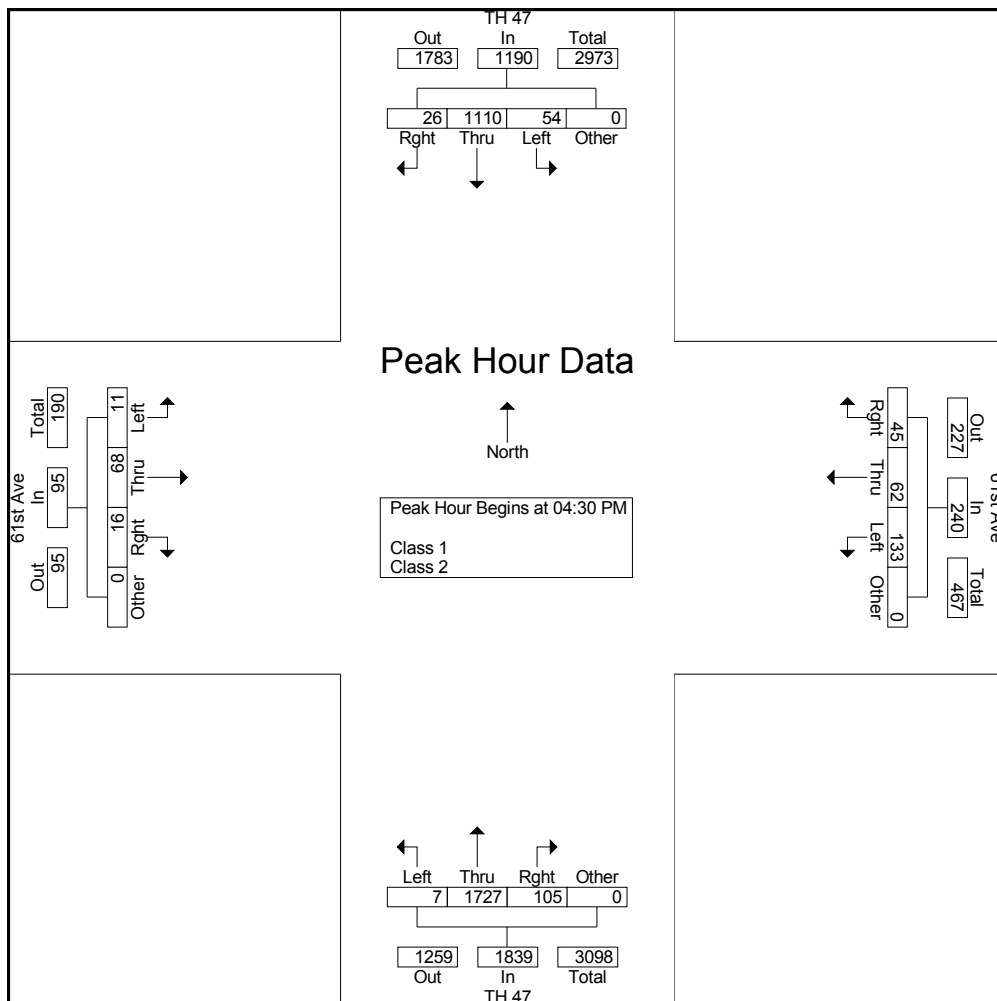 TH 47
Out In Total
1783 1190 2973
26 1110 54 0
Rght Thru Left Other
Peak Hour Data
North
Peak Hour Begins at 04:30 PM
Class 1
Class 2
61st Ave
Total In Out
190 95 95
11 68 16 0
Left Thru Rght Other
Rght Thru Left Other
45 62 133 0
227 240 467
Out In Total
61st Ave
Left Thru Rght Other
7 1727 105 0
1259 1839 3098
Out In Total
TH 47